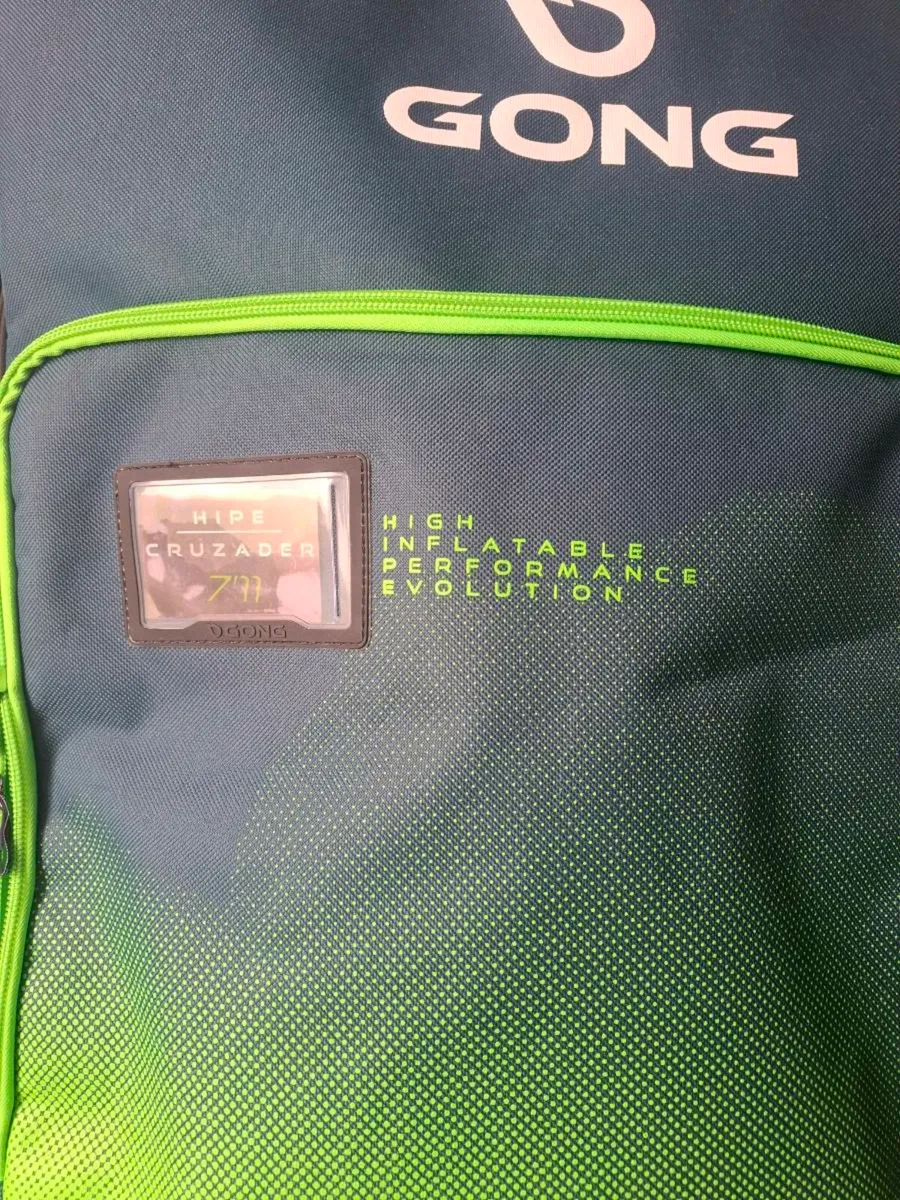 GONG
HIPE
CRUZADER
7'11
GONG
HIGH
INFLATABLE
PERFORMANCE
EVOLUTION